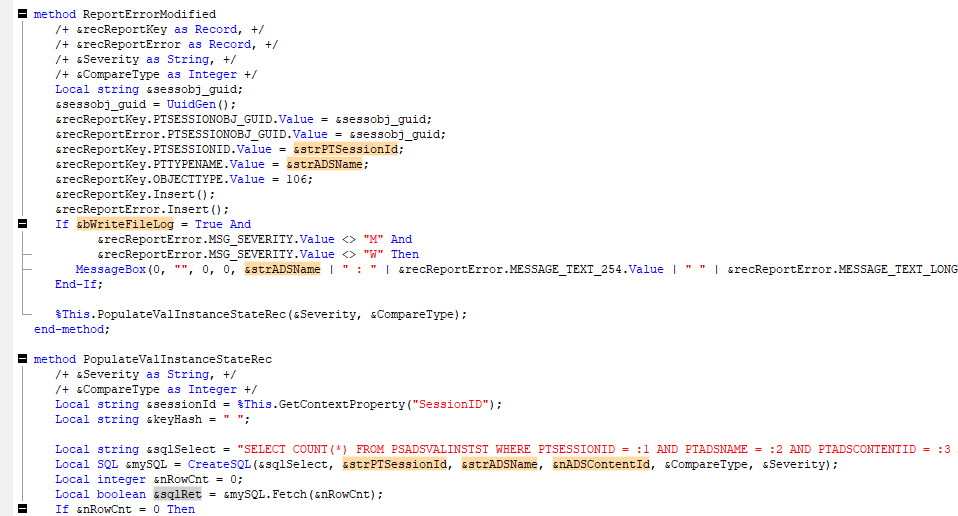 method ReportErrorModified
/+ &recReportKey as Record, +/
/+ &recReportError as Record, +/
/+ &Severity as String, +/
/+ &CompareType as Integer +/
Local string &sessobj_guid;
&sessobj_guid = UuidGen();
&recReportKey.PTSESSIONOBJ_GUID.Value = &sessobj_guid;
&recReportError.PTSESSIONOBJ_GUID.Value = &sessobj_guid;
&recReportKey.PTSESSIONID.Value = &strPTSessionId;
&recReportKey.PTTYPENAME.Value = &strADSName;
&recReportKey.OBJECTTYPE.Value = 106;
&recReportKey.Insert();
&recReportError.Insert();
If &bWriteFileLog = True And
&recReportError.MSG_SEVERITY.Value <> "M" And
&recReportError.MSG_SEVERITY.Value <> "W" Then
MessageBox(0, "", 0, 0, &strADSName | " : " | &recReportError.MESSAGE_TEXT_254.Value | " " | &recReportError.MESSAGE_TEXT_LONG
End-If;
%This.PopulateValInstanceStateRec(&Severity, &CompareType);
end-method;
method PopulateValInstanceStateRec
/+ &Severity as String, +/
/+ &CompareType as Integer +/
Local string &sessionId = %This.GetContextProperty("SessionID");
Local string &keyHash = " ";
Local string &sqlSelect = "SELECT COUNT(*) FROM PSADSVALINSTST WHERE PTSESSIONID = :1 AND PTADSNAME = :2 AND PTADSCONTENTID = :3
Local SQL &mySQL = CreateSQL(&sqlSelect, &strPTSessionId, &strADSName, &nADSContentId, &CompareType, &Severity);
Local integer &nRowCnt = 0;
Local boolean &sqlRet = &mySQL.Fetch(&nRowCnt);
If &nRowCnt = 0 Then